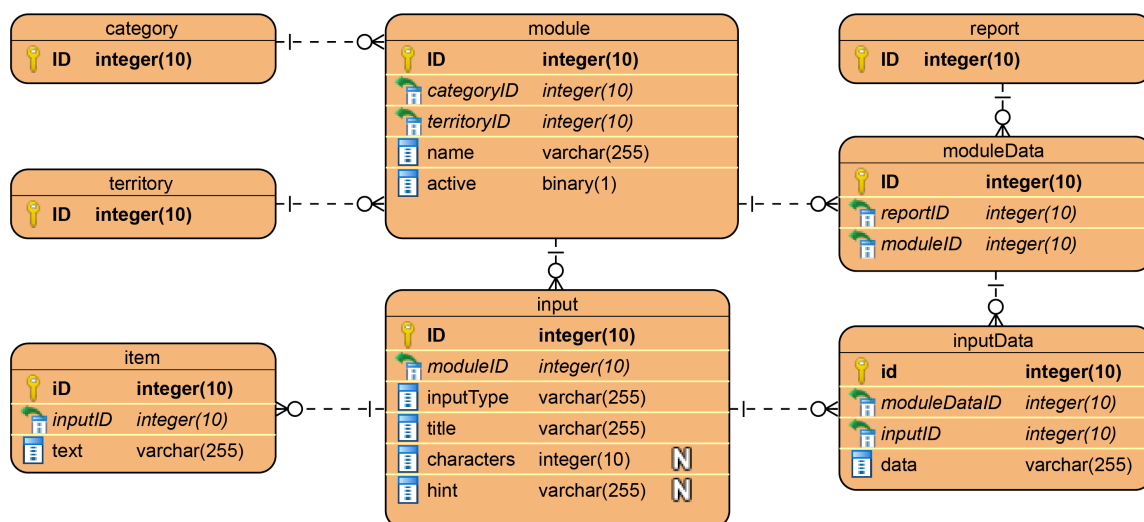 category
ID integer(10)
module
ID integer(10)
categoryID integer(10)
territoryID integer(10)
name varchar(255)
active binary(1)
report
ID integer(10)
territory
ID integer(10)
moduleData
ID integer(10)
reportID integer(10)
moduleID integer(10)
item
iD integer(10)
inputID integer(10)
text varchar(255)
input
ID integer(10)
moduleID integer(10)
inputType varchar(255)
title varchar(255)
characters integer(10) N
hint varchar(255) N
inputData
id integer(10)
moduleDataID integer(10)
inputID integer(10)
data varchar(255)